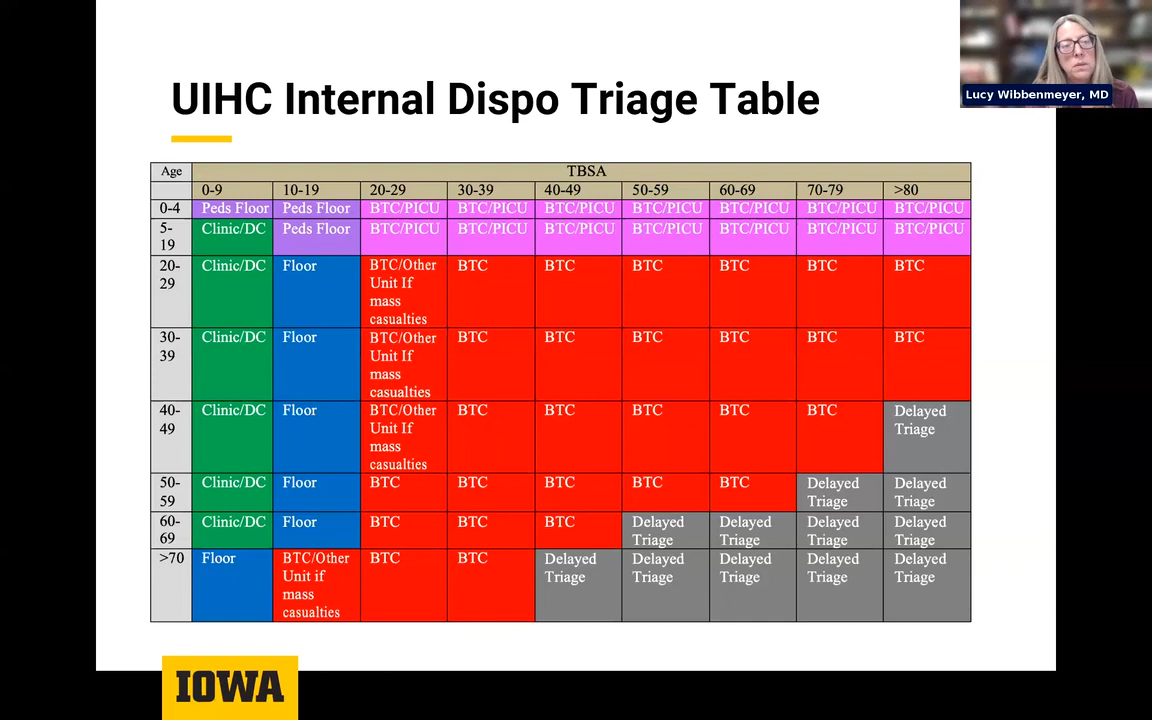 Lucy Wibbenmeyer, MD
UIHC Internal Dispo Triage Table
Age TBSA
0-9 10-19 20-29 30-39 40-49 50-59 60-69 70-79 >80
0-4 Peds Floor Peds Floor BTC/PICU BTC/PICU BTC/PICU BTC/PICU BTC/PICU BTC/PICU BTC/PICU
5- Clinic/DC Peds Floor BTC/PICU BTC/PICU BTC/PICU BTC/PICU BTC/PICU BTC/PICU BTC/PICU
19
20- Clinic/DC Floor BTC/Other BTC BTC BTC BTC BTC BTC
29 Unit If
mass
casualties
30- Clinic/DC Floor BTC/Other BTC BTC BTC BTC BTC BTC
39 Unit If
mass
casualties
40- Clinic/DC Floor BTC/Other BTC BTC BTC BTC BTC Delayed
49 Unit If Triage
mass
casualties
50- Clinic/DC Floor BTC BTC BTC BTC BTC Delayed Delayed
59 Triage Triage
60- Clinic/DC Floor BTC BTC BTC Delayed Delayed Delayed Delayed
69 Triage Triage Triage Triage
>70 Floor BTC/Other BTC BTC Delayed Delayed Delayed Delayed Delayed
Unit if Triage Triage Triage Triage Triage
mass
casualties
IOWA